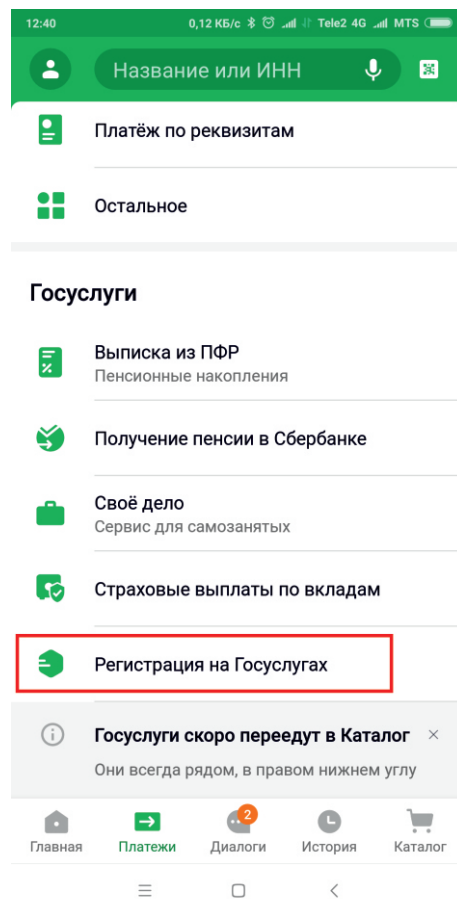 12:40 0,12 КБ/с Tele2 4G MTS
Название или ИНН
Платёж по реквизитам
Остальное
Госуслуги
Выписка из ПФР
Пенсионные накопления
Получение пенсии в Сбербанке
Своё дело
Сервис для самозанятых
Страховые выплаты по вкладам
Регистрация на Госуслугах
Госуслуги скоро переедут в Каталог
Они всегда рядом, в правом нижнем углу
2
Главная Платежи Диалоги История Каталог